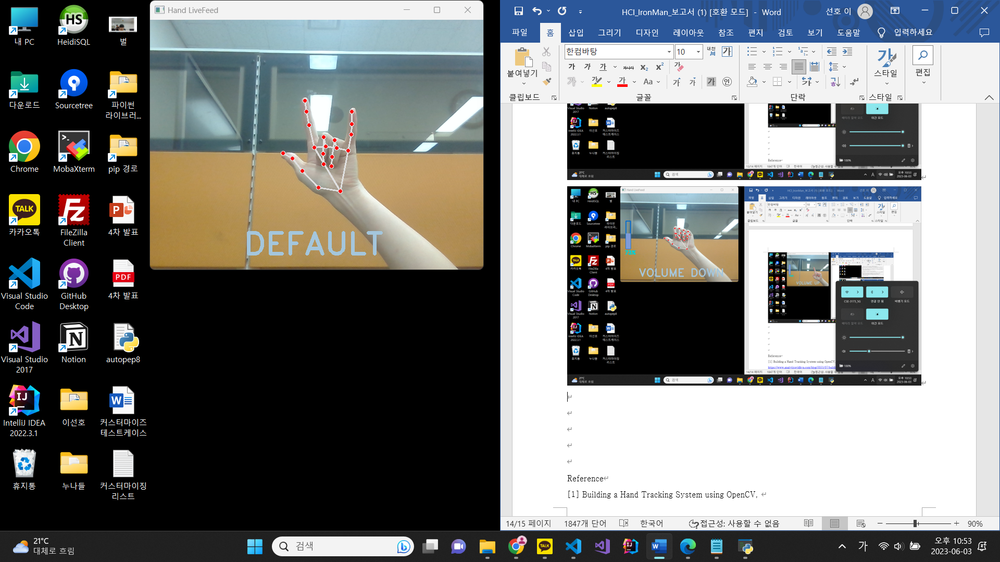 내 PC
HeidiSQL
벌
다운로드
Sourcetree
파이썬
라이브러...
Chrome
MobaXterm
pip 경로
카카오톡
FileZilla
Client
4차 발표
Visual Studio
Code
GitHub
Desktop
4차 발표
Visual Studio
2017
Notion
autopep8
IntelliJ IDEA
2022.3.1
이선호
커스터마이즈
테스트케이스
휴지통
누나들
커스터마이징
리스트
Hand LiveFeed
DEFAULT
HCI_IronMan_보고서 (1) [호환 모드] - Word
선호 이
파일 홈 삽입 그리기 디자인 레이아웃 참조 편지 검토 보기 도움말 입력하세요
한컴바탕 10
붙여넣기
스타일
편집
클립보드 글꼴 단락 스타일
Hand LiveFeed
VOLUME DOWN
VOLUME UP
Reference
[1] Building a Hand Tracking System using OpenCV,
14/15 페이지 1847개 단어 한국어 접근성: 사용할 수 없음 90%
21°C
대체로 흐림
검색
가
오후 10:53
2023-06-03